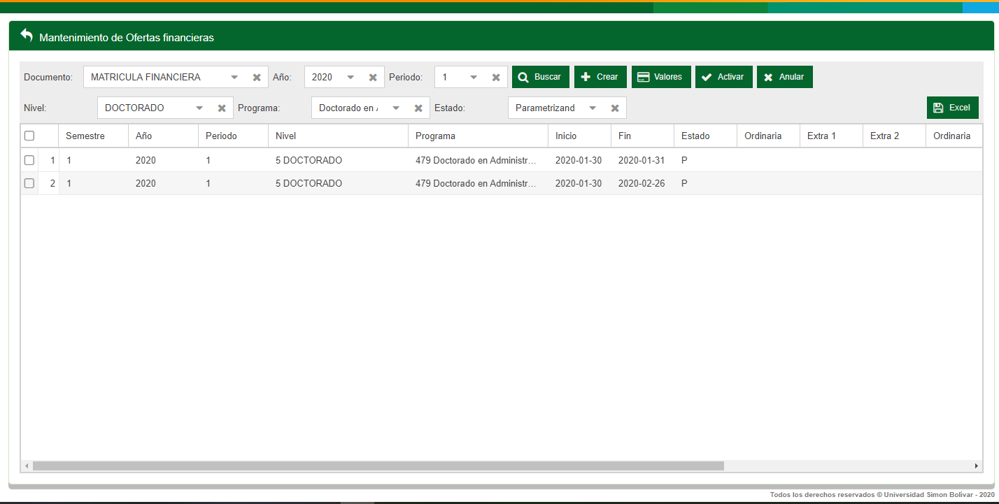 Mantenimiento de Ofertas financieras
Documento: MATRICULA FINANCIERA Año: 2020 Periodo: 1 Buscar Crear Valores Activar Anular
Nivel: DOCTORADO Programa: Doctorado en Estado: Parametrizand Excel
Semestre Año Periodo Nivel Programa Inicio Fin Estado Ordinaria Extra 1 Extra 2 Ordinaria
1 1 2020 1 5 DOCTORADO 479 Doctorado en Administr... 2020-01-30 2020-01-31 P
2 1 2020 1 5 DOCTORADO 479 Doctorado en Administr... 2020-01-30 2020-02-26 P
Todos los derechos reservados © Universidad Simon Bolívar - 2020